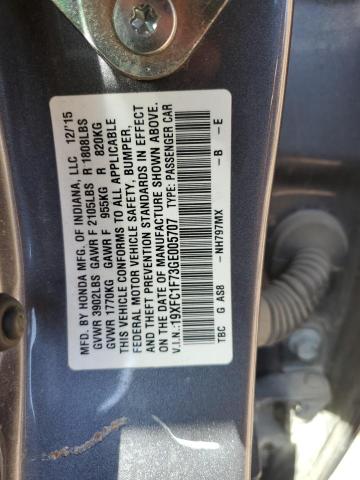 MFD. BY HONDA MFG. OF INDIANA, LLC 12/'15
GVWR 3902LBS GAWR F 2105LBS R 1808LBS
GVWR 1770KG GAWR F 955KG R 820KG
THIS VEHICLE CONFORMS TO ALL APPLICABLE
FEDERAL MOTOR VEHICLE SAFETY, BUMPER,
AND THEFT PREVENTION STANDARDS IN EFFECT
ON THE DATE OF MANUFACTURE SHOWN ABOVE.
V.I.N.:19XFC1F73GE005707 TYPE: PASSENGER CAR
TBC G AS8 -NH797MX -B -E